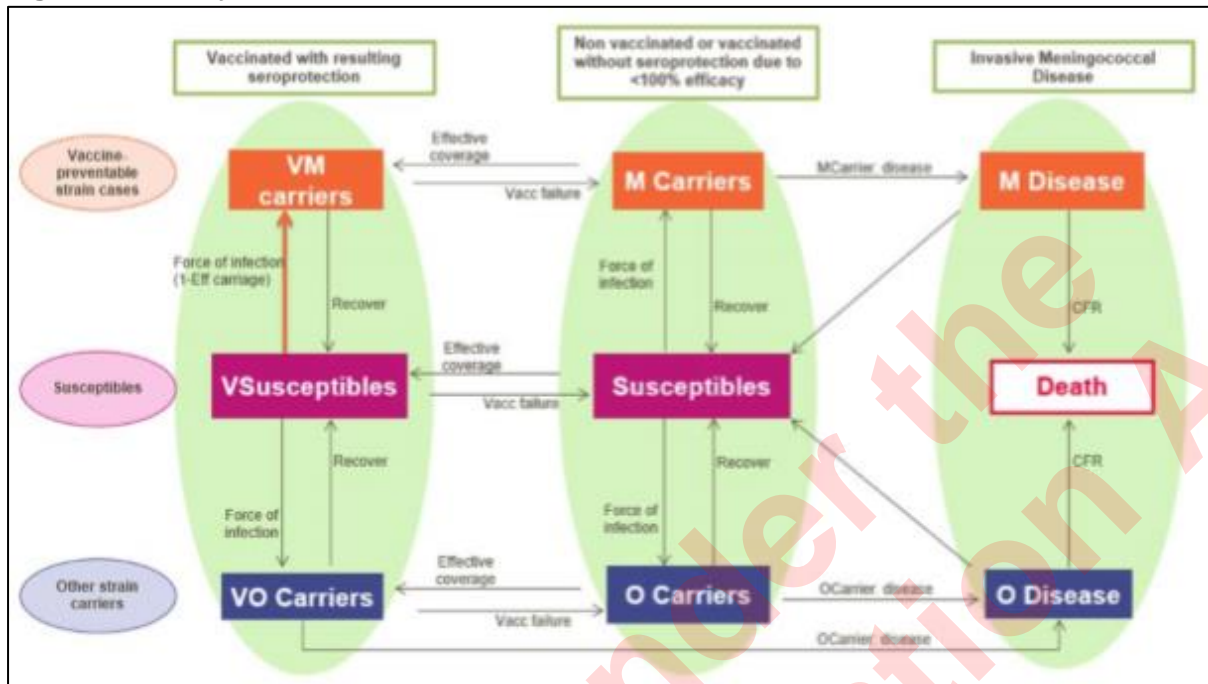 Vaccinated with resulting
seroprotection
Non vaccinated or vaccinated
without seroprotection due to
<100% efficacy
Invasive Meningococcal
Disease
Vaccine-
preventable
strain cases
VM
carriers
Effective
coverage
Vacc failure
M Carriers
MCarrier. disease
M Disease
Force of infection
(1-Eff carriage)
Recover
Force of
infection
Recover
CFR
Susceptibles
VSusceptibles
Effective
coverage
Vacc failure
Susceptibles
Death
Recover
Force of
infection
Force of
infection
Recover
CFR
Other strain
carriers
VO Carriers
Effective
coverage
Vacc failure
O Carriers
OCarrier. disease
O Disease
OCarrier. disease
under the